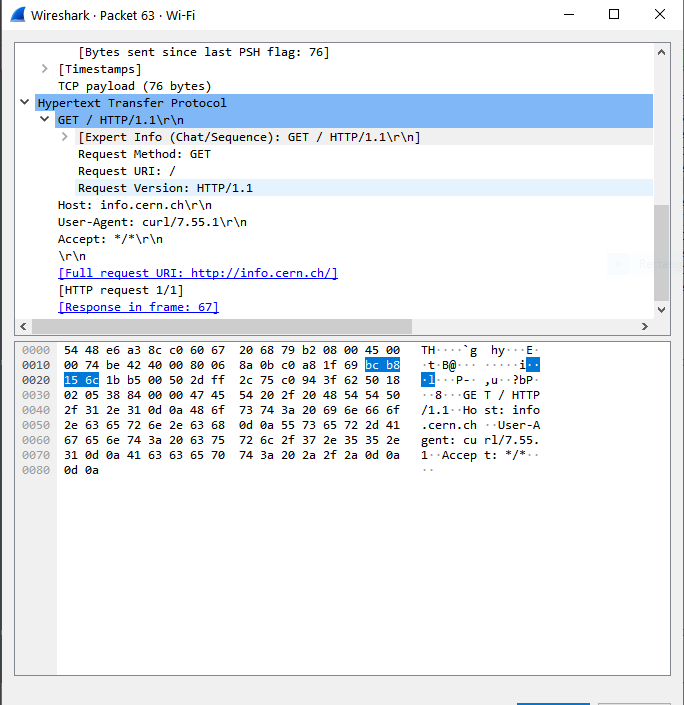 Wireshark · Packet 63 · Wi-Fi
[Bytes sent since last PSH flag: 76]
[Timestamps]
TCP payload (76 bytes)
Hypertext Transfer Protocol
GET / HTTP/1.1\r\n
[Expert Info (Chat/Sequence): GET / HTTP/1.1\r\n]
Request Method: GET
Request URI: /
Request Version: HTTP/1.1
Host: info.cern.ch\r\n
User-Agent: curl/7.55.1\r\n
Accept: */*\r\n
\r\n
[Full request URI: http://info.cern.ch/]
[HTTP request 1/1]
[Response in frame: 67]
0000 54 48 e6 a3 8c c0 60 67 20 68 79 b2 08 00 45 00 TH····`g hy···E·
0010 00 74 be 42 40 00 80 06 8a 0b c0 a8 1f 69 bc b8 ·t·B@··· ·····i··
0020 15 6c 1b b5 00 50 2d ff 2c 75 c0 94 3f 62 50 18 ·l···P-· ,u··?bP·
0030 02 05 38 84 00 00 47 45 54 20 2f 20 48 54 54 50 ··8···GE T / HTTP
0040 2f 31 2e 31 0d 0a 48 6f 73 74 3a 20 69 6e 66 6f /1.1··Ho st: info
0050 2e 63 65 72 6e 2e 63 68 0d 0a 55 73 65 72 2d 41 .cern.ch ··User-A
0060 67 65 6e 74 3a 20 63 75 72 6c 2f 37 2e 35 35 2e gent: cu rl/7.55.
0070 31 0d 0a 41 63 63 65 70 74 3a 20 2a 2f 2a 0d 0a 1··Accep t: */*··
0080 0d 0a ··